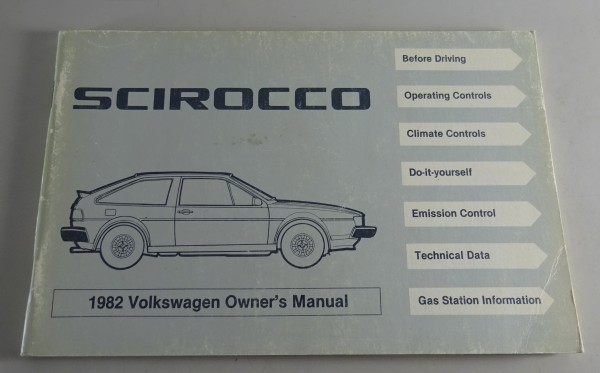 SCIROCCO
1982 Volkswagen Owner's Manual
Before Driving
Operating Controls
Climate Controls
Do-it-yourself
Emission Control
Technical Data
Gas Station Information